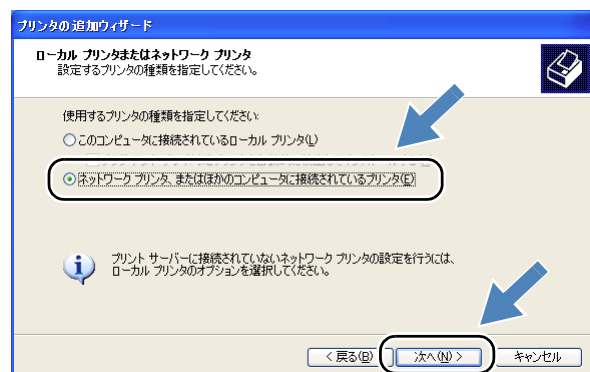 プリンタの追加ウィザード
ローカル プリンタまたはネットワーク プリンタ
設定するプリンタの種類を指定してください。
使用するプリンタの種類を指定してください:
このコンピュータに接続されているローカル プリンタ(L)
ネットワーク プリンタ、またはほかのコンピュータに接続されているプリンタ(E)
プリント サーバーに接続されていないネットワーク プリンタの設定を行うには、
ローカル プリンタのオプションを選択してください。
< 戻る(B) 次へ(N) > キャンセル